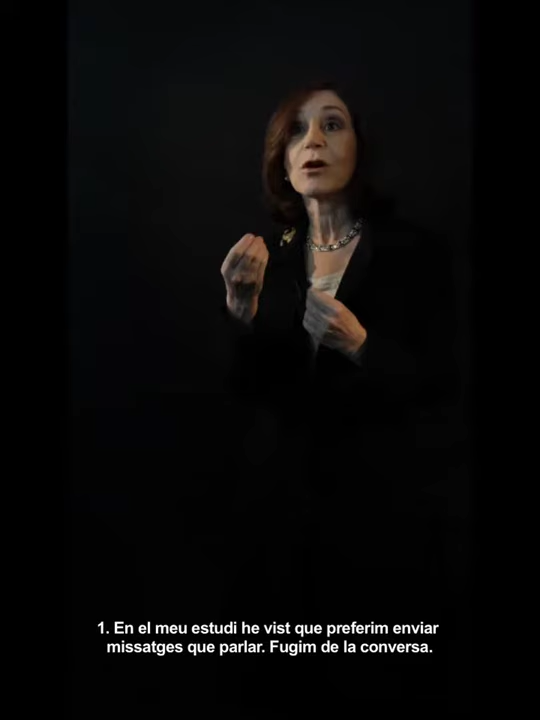 1. En el meu estudi he vist que preferim enviar
missatges que parlar. Fugim de la conversa.